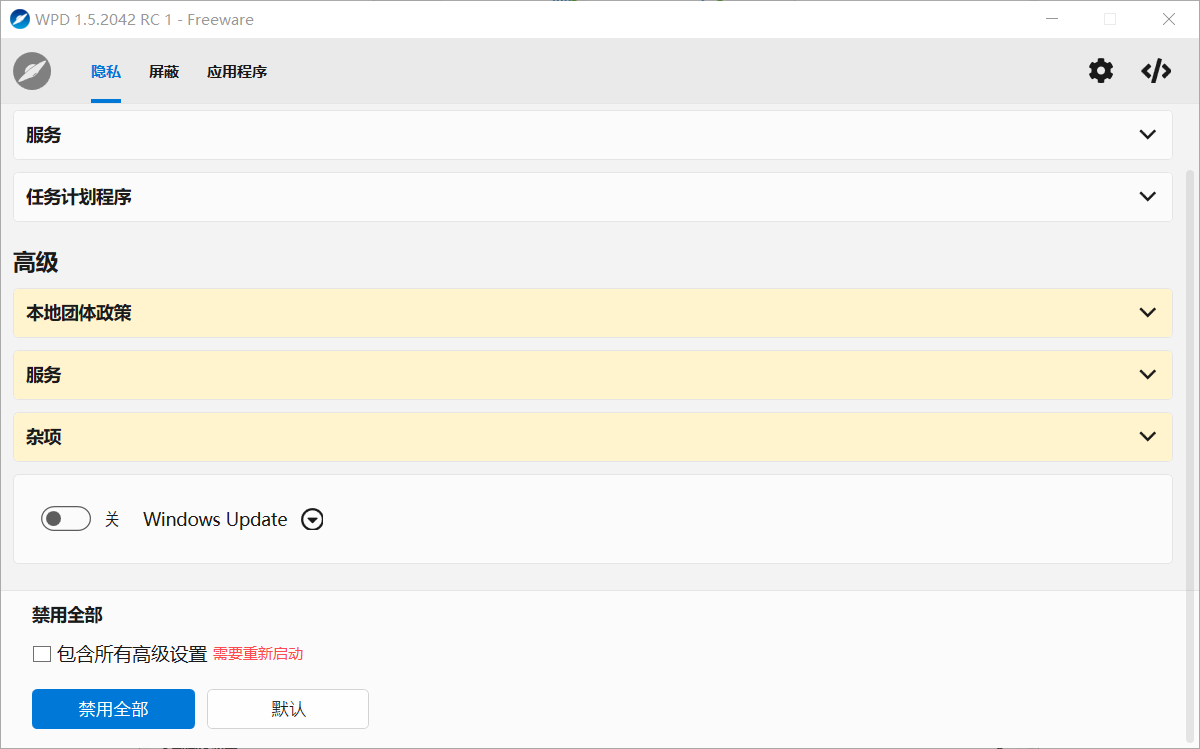 WPD 1.5.2042 RC 1 - Freeware
隐私 屏蔽 应用程序
服务
任务计划程序
高级
本地团体政策
服务
杂项
关 Windows Update
禁用全部
包含所有高级设置 需要重新启动
禁用全部 默认